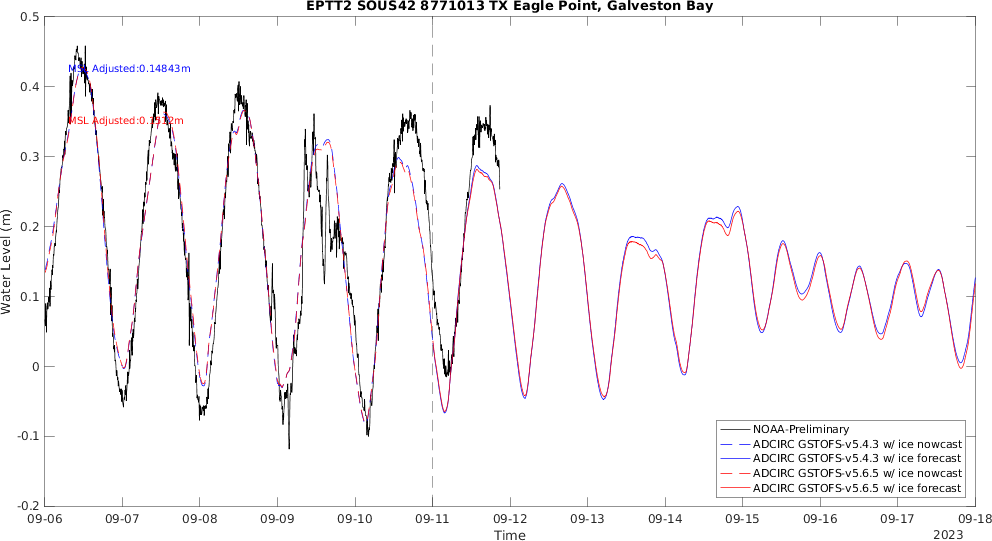 EPTT2 SOUS42 8771013 TX Eagle Point, Galveston Bay
0.5
0.4
0.3
0.2
0.1
0
-0.1
-0.2
Water Level (m)
MSL Adjusted:0.14843m
MSL Adjusted:0.1512m
NOAA-Preliminary
ADCIRC GSTOFS-v5.4.3 w/ ice nowcast
ADCIRC GSTOFS-v5.4.3 w/ ice forecast
ADCIRC GSTOFS-v5.6.5 w/ ice nowcast
ADCIRC GSTOFS-v5.6.5 w/ ice forecast
09-06 09-07 09-08 09-09 09-10 09-11 09-12 09-13 09-14 09-15 09-16 09-17 09-18
Time
2023